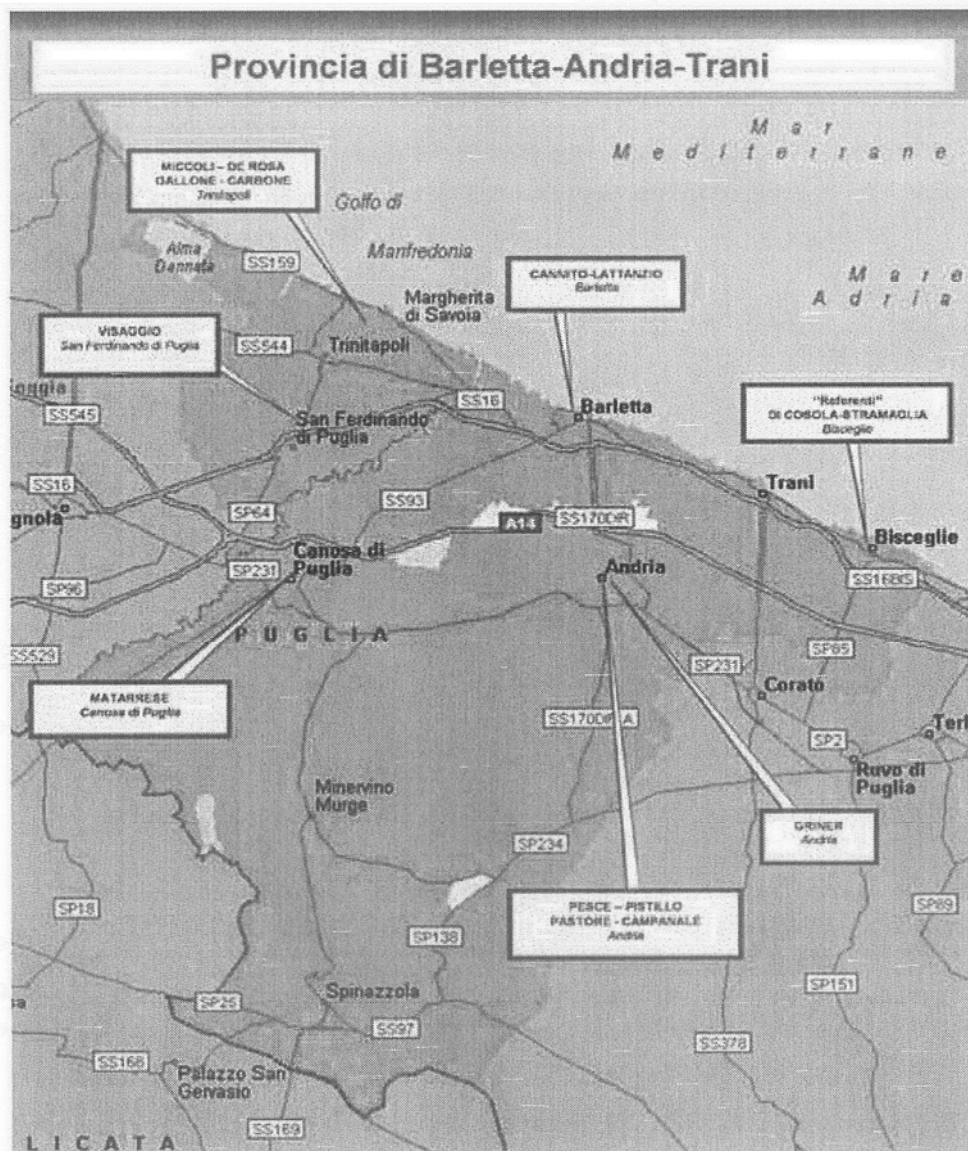 Provincia di Barletta-Andria-Trani
Mar
Mediterrane
MICCOLI – DE ROSA
GALLONE - CARBONE
Trinitapoli
Golfo di
Manfredonia
Alma
Dannata
SS159
CANNITO-LATTANZIO
Barletta
Mare
Adria
Margherita
di Savoia
VISAGGIO
San Ferdinando di Puglia
SS544
Trinitapoli
SS545
SS16
"Referenti"
DI COSOLA-STRAMAGLIA
Bisceglie
Barletta
San Ferdinando
di Puglia
SS16
SS93
Trani
gnola
SP64
A14
SS170DIR
Bisceglie
Canosa di
Puglia
SP231
Andria
SS16BIS
SP96
PUGLIA
SS529
SP231
SP85
MATARRESE
Canosa di Puglia
Corato
SS170DIRA
SP2
Terl
Ruvo di
Puglia
Minervino
Murge
GRINER
Andria
SP234
PESCE – PISTILLO
PASTORE - CAMPANALE
Andria
SP18
SP89
SP138
Spinazzola
SP151
SP25
SS97
SS378
SS168
Palazzo San
Gervasio
SS169
LICATA